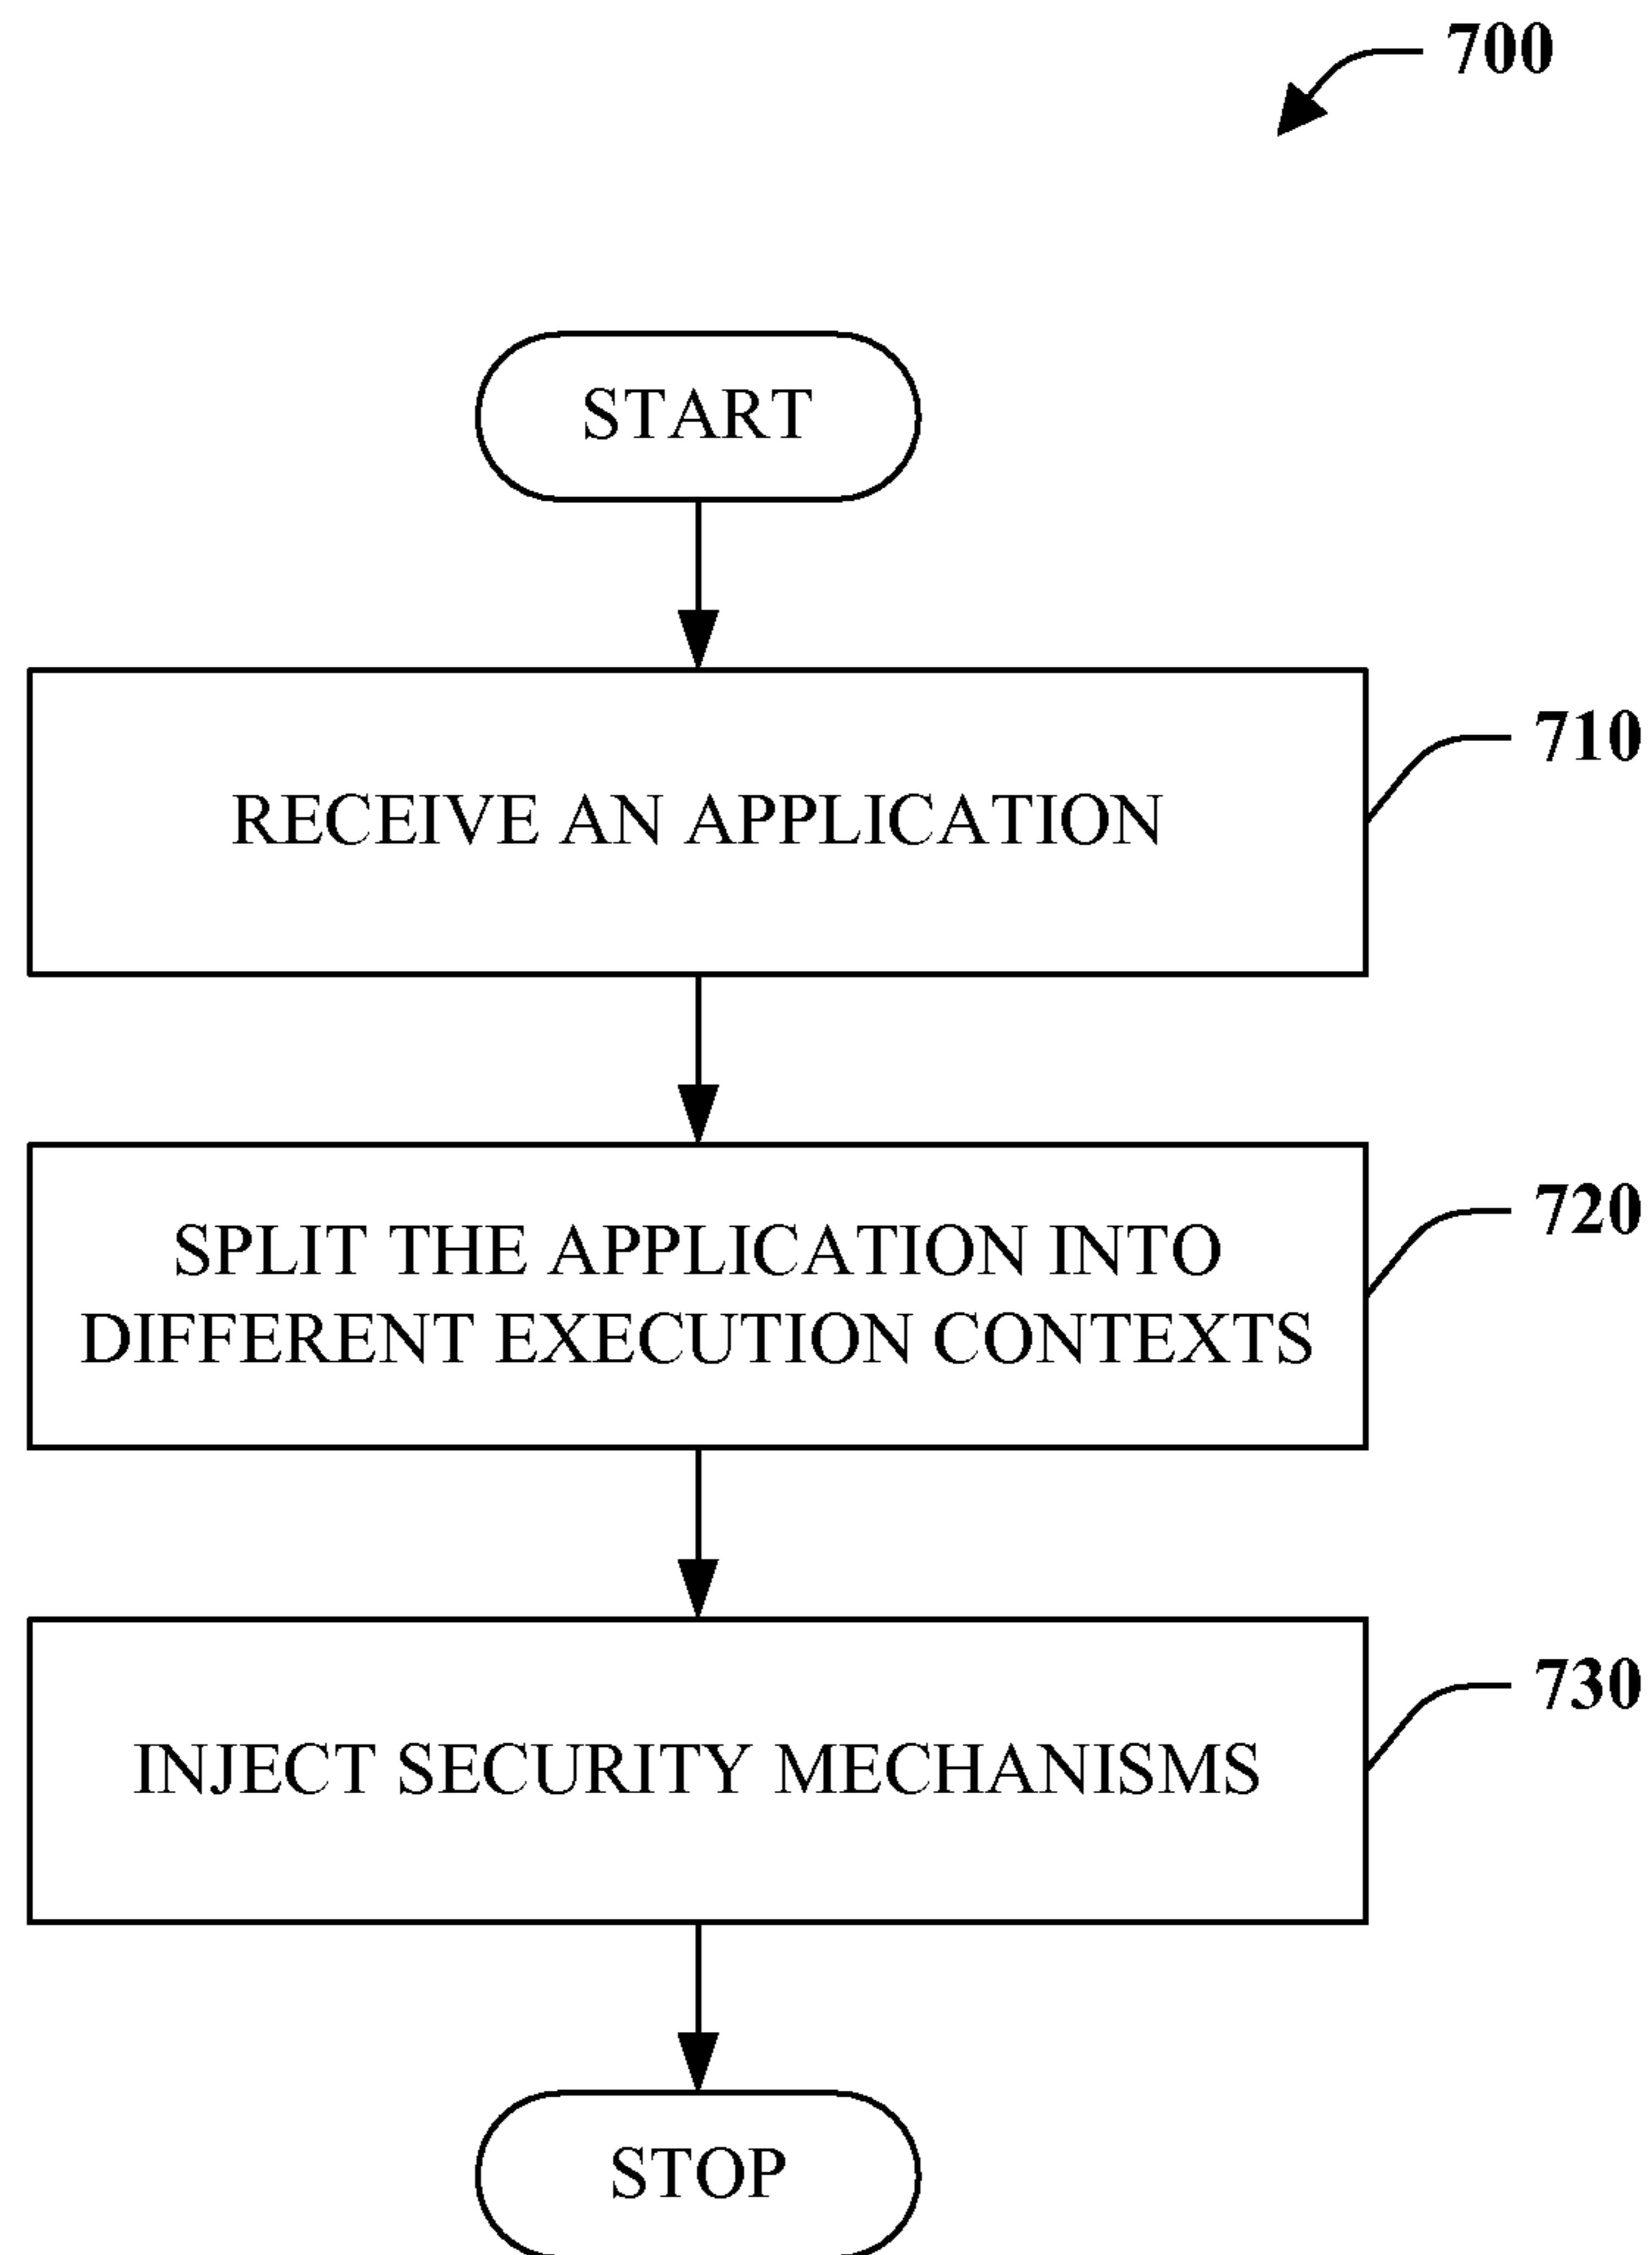 700
START
RECEIVE AN APPLICATION
710
SPLIT THE APPLICATION INTO
DIFFERENT EXECUTION CONTEXTS
720
INJECT SECURITY MECHANISMS
730
STOP